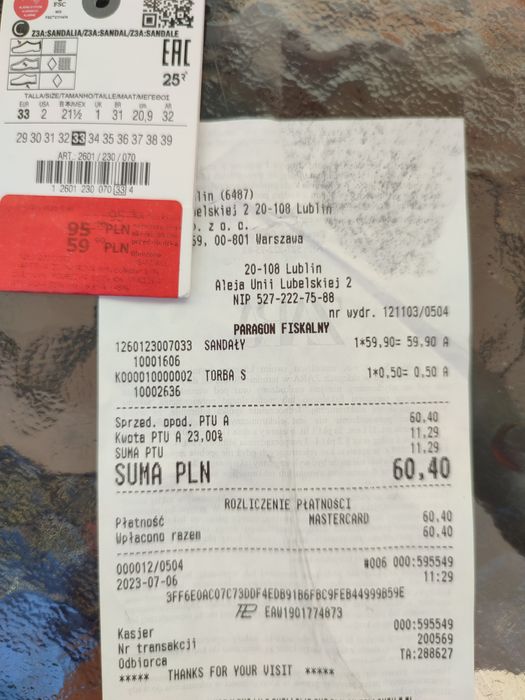 FSC
Z3A:SANDALIA/Z3A:SANDAL/Z3A:SANDALE
EAC
TALLA/SIZE/TAMANHO/TAILLE/MAAT/ΜΕΓΕΘΟΣ
EUR USA MEX UK BR AR
33 2 21½ 1 31 20,9 32
29 30 31 32 33 34 35 36 37 38 39
ART. 2601 / 230 / 070
1 2601 230 070 33 4
95 PLN
59 PLN
lin (6487)
elskiej 2 20-108 Lublin
. z o. o.
59, 00-801 Warszawa
20-108 Lublin
Aleja Unii Lubelskiej 2
NIP 527-222-75-88
nr wydr. 121103/0504
PARAGON FISKALNY
1260123007033 SANDAŁY 1*59,90= 59,90 A
10001606
K000010000002 TORBA S 1*0,50= 0,50 A
10002636
Sprzed. opod. PTU A 60,40
Kwota PTU A 23,00% 11,29
SUMA PTU 11,29
SUMA PLN 60,40
ROZLICZENIE PŁATNOŚCI
Płatność MASTERCARD 60,40
Wpłacono razem 60,40
000012/0504 #006 000:595549
2023-07-06 11:29
3FF6E0AC07C73DDF4EDB91B6FBC9FEB44999B59E
EAU1901774873
Kasjer 000:595549
Nr transakcji 200569
Odbiorca TA:288627
***** THANKS FOR YOUR VISIT *****